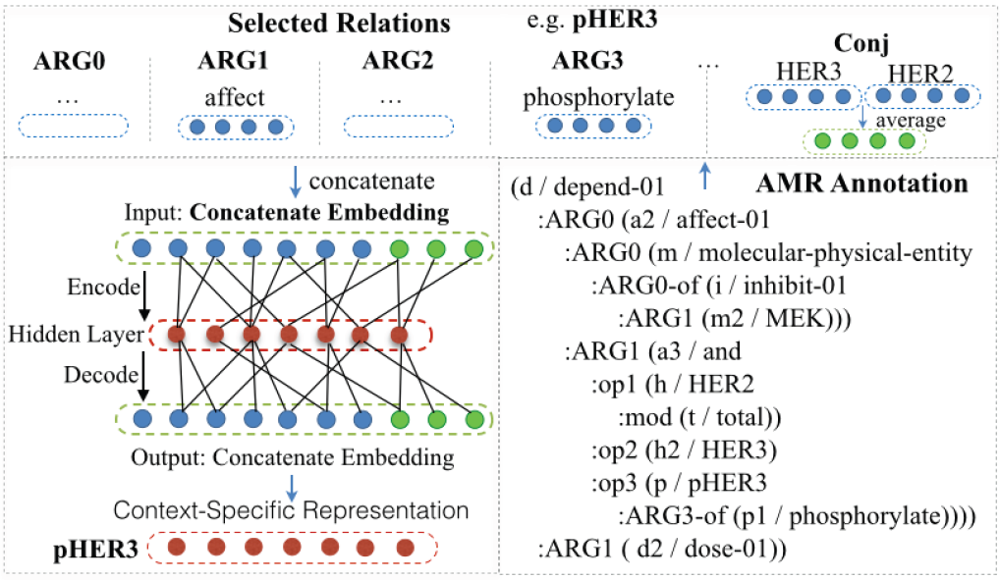 Selected Relations
e.g. pHER3
ARG0
ARG1
ARG2
ARG3
...
Conj
...
affect
...
phosphorylate
HER3
HER2
average
concatenate
Input: Concatenate Embedding
Encode
Hidden Layer
Decode
Output: Concatenate Embedding
Context-Specific Representation
pHER3
AMR Annotation
(d / depend-01
:ARG0 (a2 / affect-01
:ARG0 (m / molecular-physical-entity
:ARG0-of (i / inhibit-01
:ARG1 (m2 / MEK)))
:ARG1 (a3 / and
:op1 (h / HER2
:mod (t / total))
:op2 (h2 / HER3)
:op3 (p / pHER3
:ARG3-of (p1 / phosphorylate))))
:ARG1 ( d2 / dose-01))